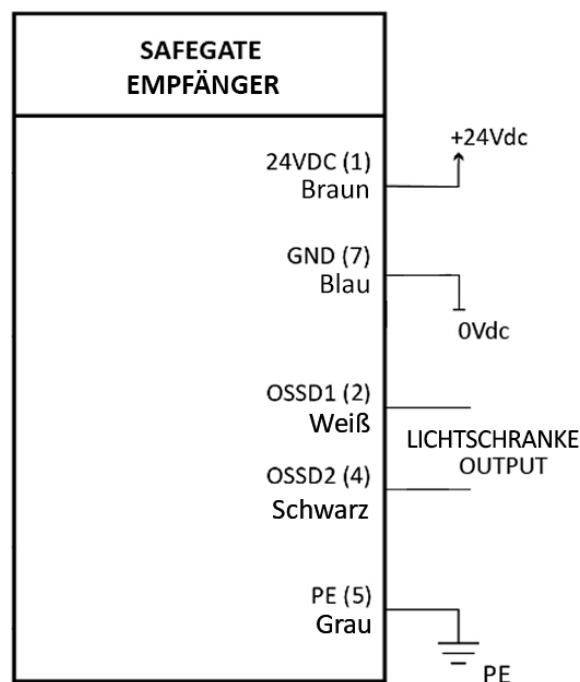 SAFEGATE
EMPFÄNGER
+24Vdc
24VDC (1)
Braun
GND (7)
Blau
0Vdc
OSSD1 (2)
Weiß
LICHTSCHRANKE
OUTPUT
OSSD2 (4)
Schwarz
PE (5)
Grau
PE